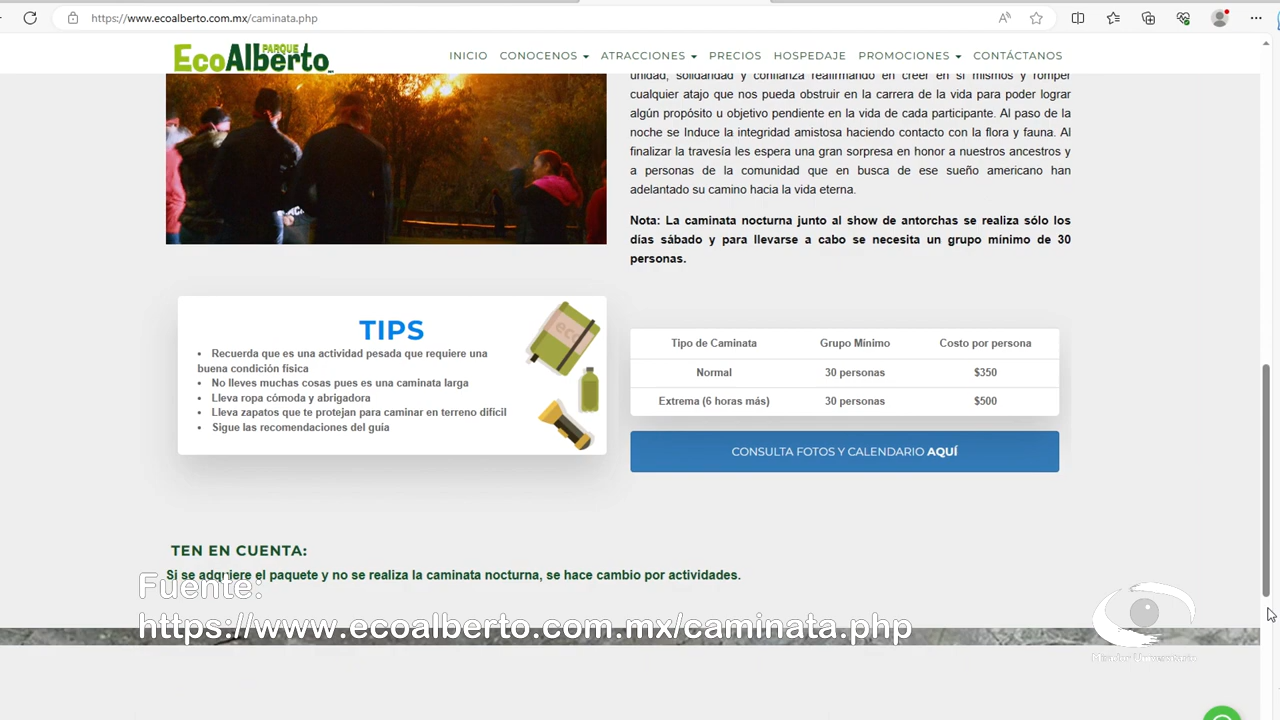 https://www.ecoalberto.com.mx/caminata.php
PARQUE
EcoAlberto
INICIO CONOCENOS ATRACCIONES PRECIOS HOSPEDAJE PROMOCIONES CONTÁCTANOS
unidad, solidaridad y confianza reafirmando en creer en sí mismos y romper
cualquier atajo que nos pueda obstruir en la carrera de la vida para poder lograr
algún propósito u objetivo pendiente en la vida de cada participante. Al paso de la
noche se Induce la integridad amistosa haciendo contacto con la flora y fauna. Al
finalizar la travesía les espera una gran sorpresa en honor a nuestros ancestros y
a personas de la comunidad que en busca de ese sueño americano han
adelantado su camino hacia la vida eterna.
Nota: La caminata nocturna junto al show de antorchas se realiza sólo los
días sábado y para llevarse a cabo se necesita un grupo mínimo de 30
personas.
TIPS
• Recuerda que es una actividad pesada que requiere una
buena condición física
• No lleves muchas cosas pues es una caminata larga
• Lleva ropa cómoda y abrigadora
• Lleva zapatos que te protejan para caminar en terreno difícil
• Sigue las recomendaciones del guía
eco
Tipo de Caminata Grupo Mínimo Costo por persona
Normal 30 personas $350
Extrema (6 horas más) 30 personas $500
CONSULTA FOTOS Y CALENDARIO AQUÍ
TEN EN CUENTA:
Si se adquiere el paquete y no se realiza la caminata nocturna, se hace cambio por actividades.
Fuente:
https://www.ecoalberto.com.mx/caminata.php
Mirador Universitario